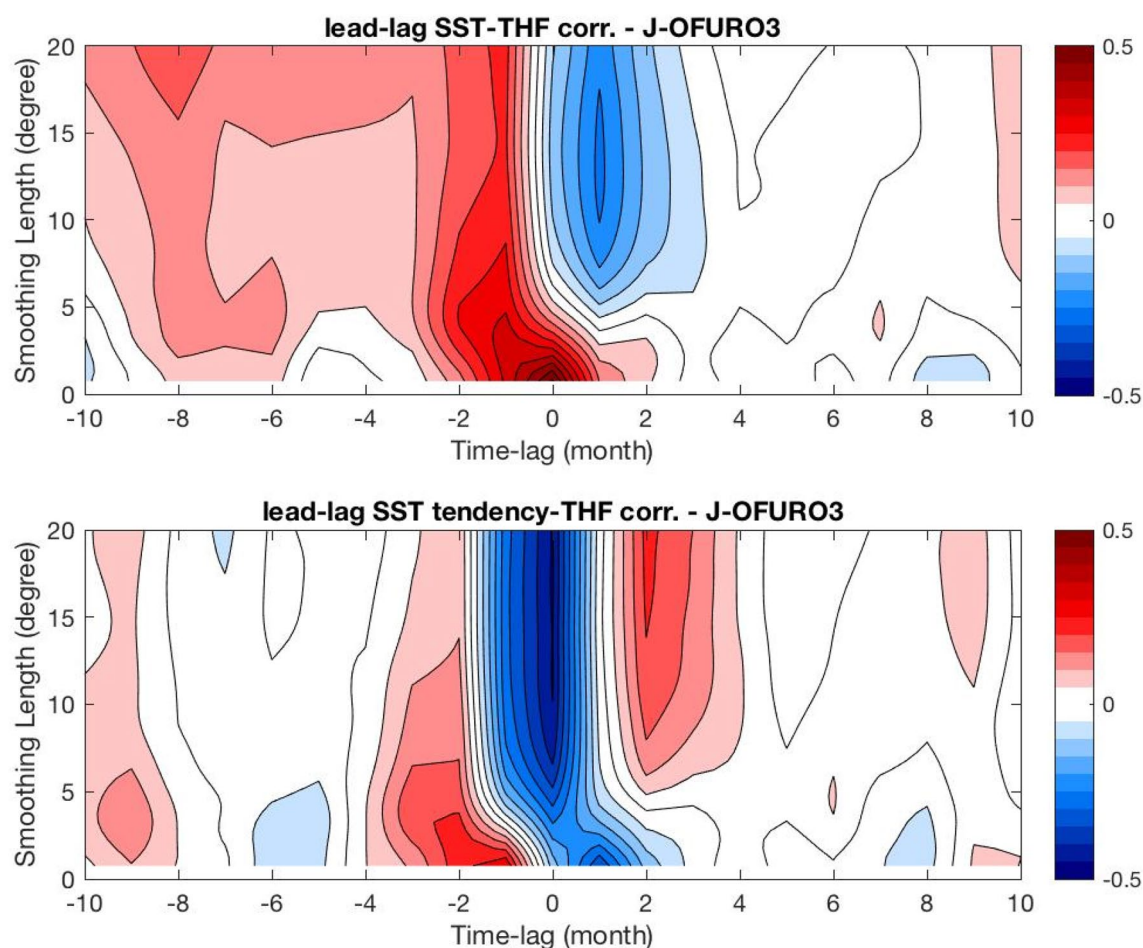 lead-lag SST-THF corr. - J-OFURO3
20
15
10
5
0
Smoothing Length (degree)
-10 -8 -6 -4 -2 0 2 4 6 8 10
Time-lag (month)
0.5
0
-0.5
lead-lag SST tendency-THF corr. - J-OFURO3
20
15
10
5
0
Smoothing Length (degree)
-10 -8 -6 -4 -2 0 2 4 6 8 10
Time-lag (month)
0.5
0
-0.5